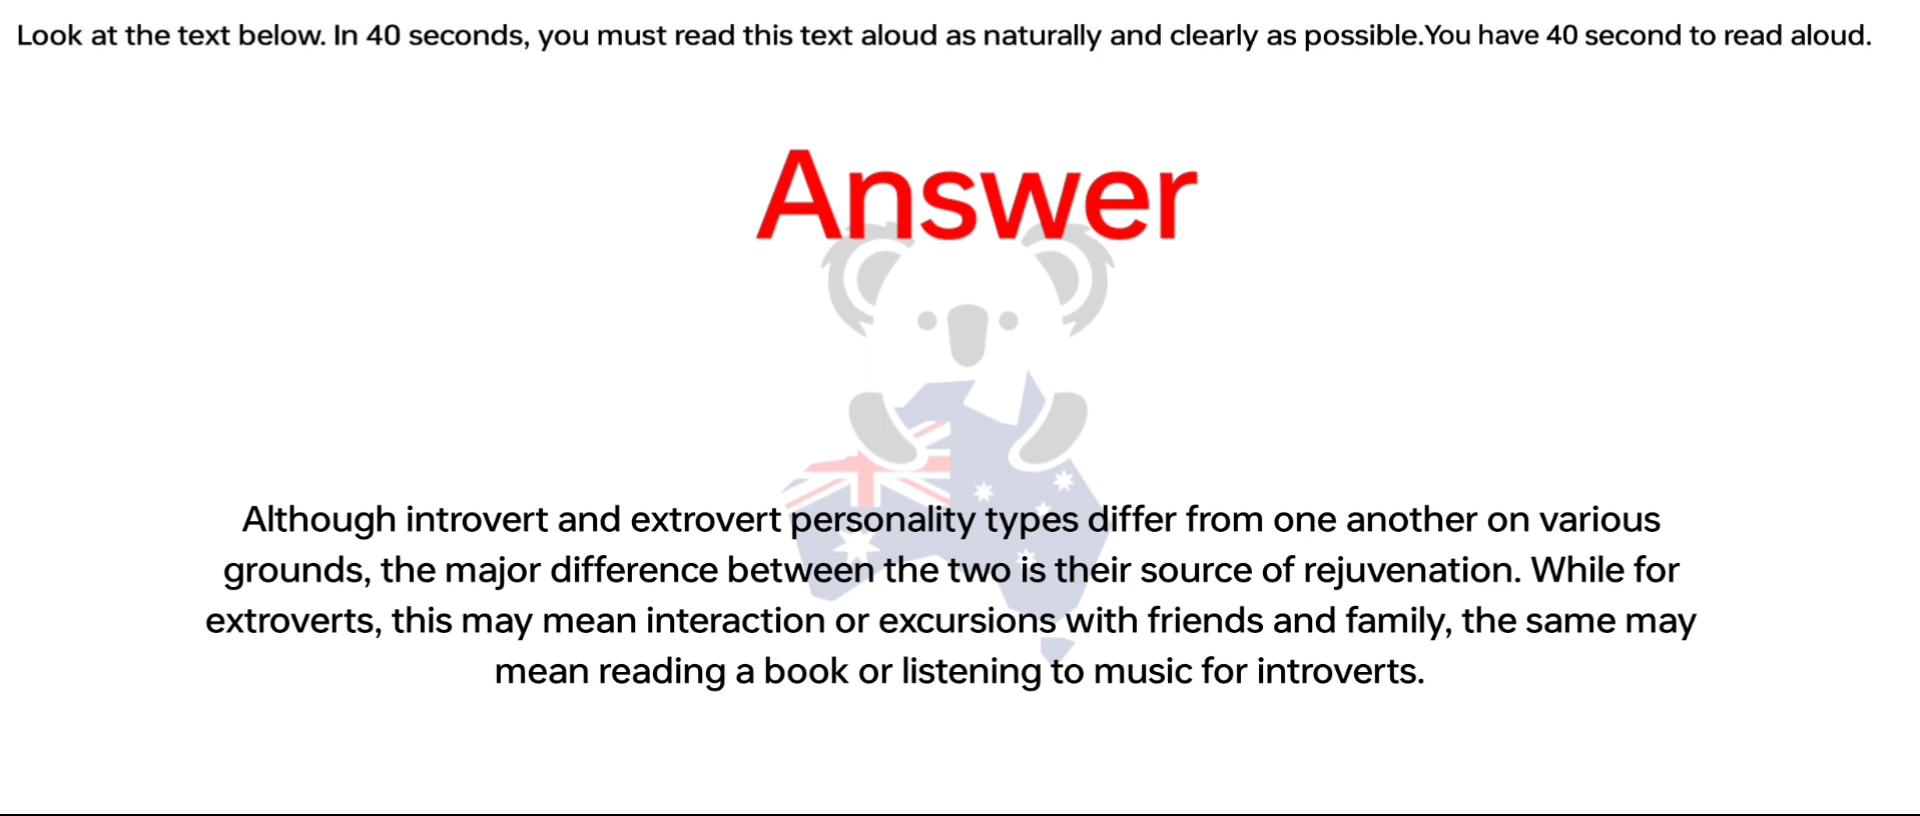 Look at the text below. In 40 seconds, you must read this text aloud as naturally and clearly as possible.You have 40 second to read aloud.
Answer
Although introvert and extrovert personality types differ from one another on various
grounds, the major difference between the two is their source of rejuvenation. While for
extroverts, this may mean interaction or excursions with friends and family, the same may
mean reading a book or listening to music for introverts.